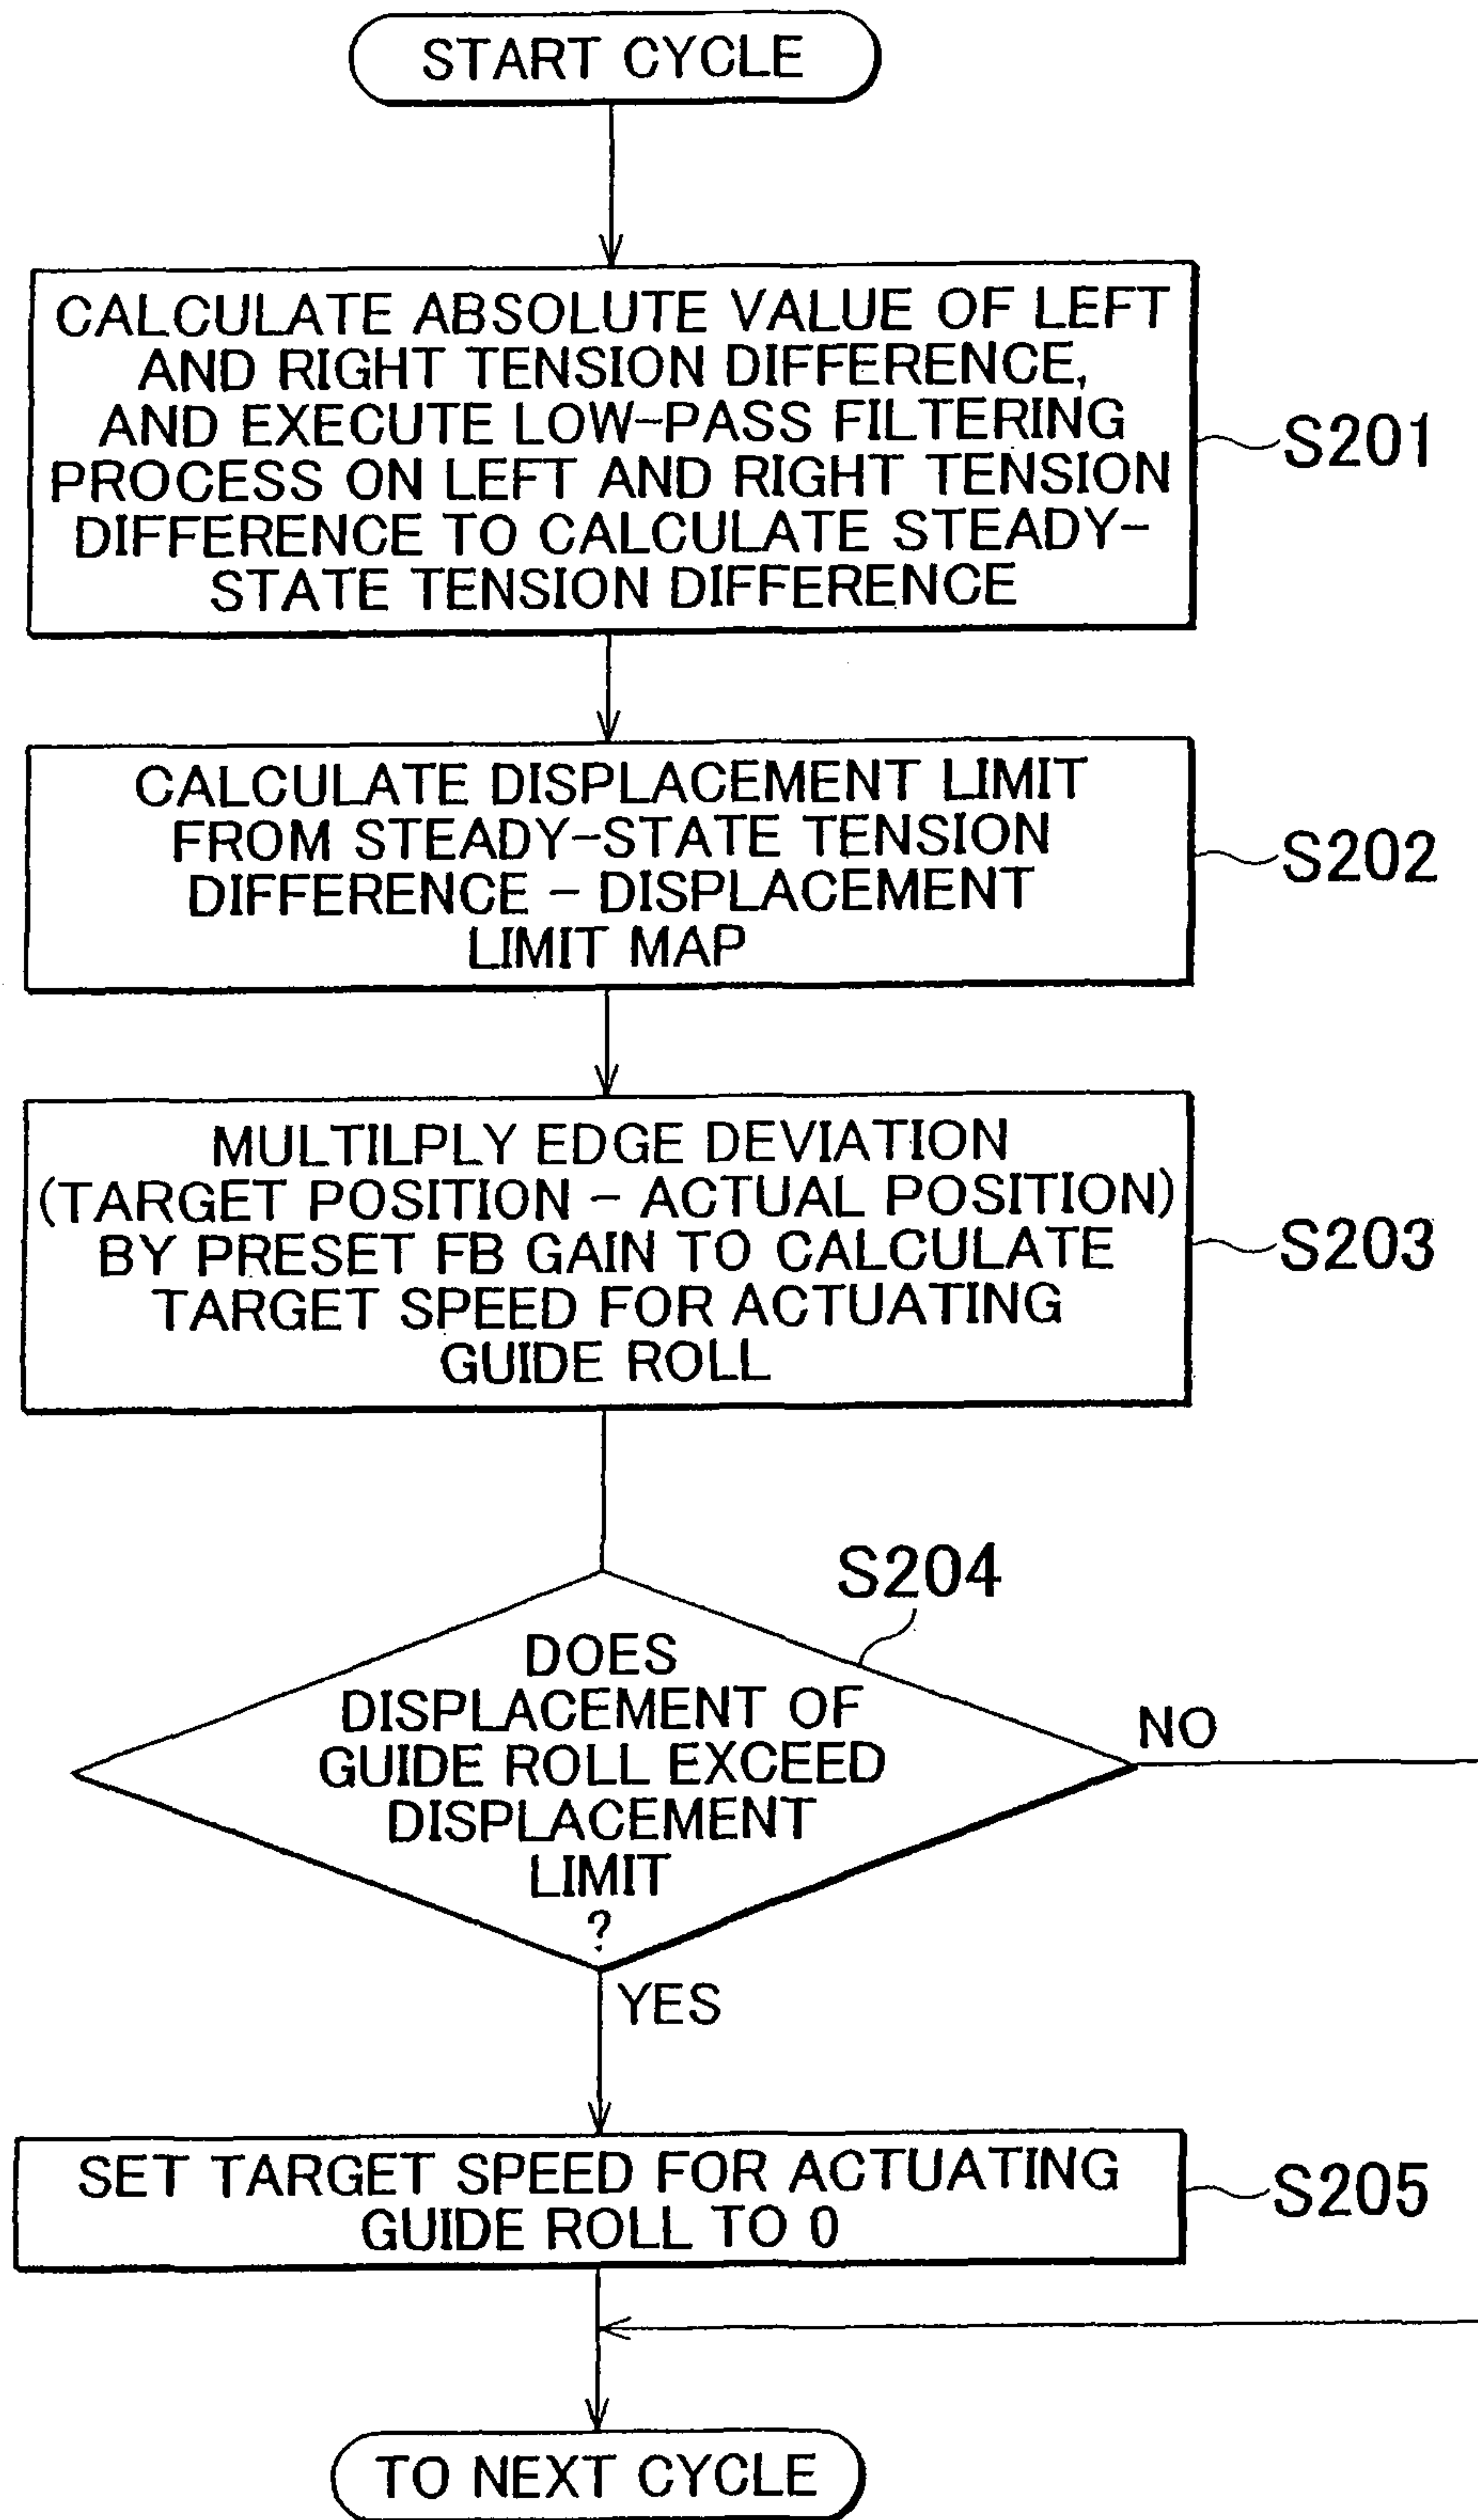 START CYCLE
CALCULATE ABSOLUTE VALUE OF LEFT
AND RIGHT TENSION DIFFERENCE,
AND EXECUTE LOW-PASS FILTERING
PROCESS ON LEFT AND RIGHT TENSION
DIFFERENCE TO CALCULATE STEADY-
STATE TENSION DIFFERENCE
S201
CALCULATE DISPLACEMENT LIMIT
FROM STEADY-STATE TENSION
DIFFERENCE - DISPLACEMENT
LIMIT MAP
S202
MULTILPLY EDGE DEVIATION
(TARGET POSITION - ACTUAL POSITION)
BY PRESET FB GAIN TO CALCULATE
TARGET SPEED FOR ACTUATING
GUIDE ROLL
S203
S204
DOES
DISPLACEMENT OF
GUIDE ROLL EXCEED
DISPLACEMENT
LIMIT
?
NO
YES
SET TARGET SPEED FOR ACTUATING
GUIDE ROLL TO 0
S205
TO NEXT CYCLE